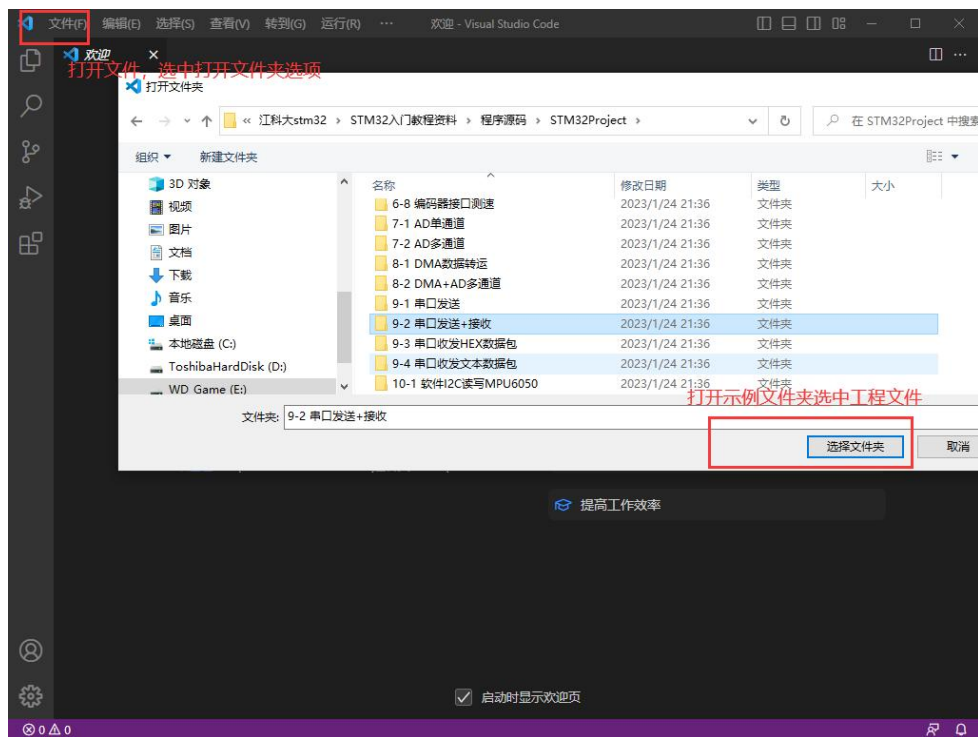 文件(F) 编辑(E) 选择(S) 查看(V) 转到(G) 运行(R) ··· 欢迎 - Visual Studio Code
欢迎
打开文件，选中打开文件夹选项
打开文件夹
« 江科大stm32 › STM32入门教程资料 › 程序源码 › STM32Project › 在 STM32Project 中搜索
组织 新建文件夹
3D 对象
视频
图片
文档
下载
音乐
桌面
本地磁盘 (C:)
ToshibaHardDisk (D:)
WD Game (E:)
名称 修改日期 类型 大小
6-8 编码器接口测速 2023/1/24 21:36 文件夹
7-1 AD单通道 2023/1/24 21:36 文件夹
7-2 AD多通道 2023/1/24 21:36 文件夹
8-1 DMA数据转运 2023/1/24 21:36 文件夹
8-2 DMA+AD多通道 2023/1/24 21:36 文件夹
9-1 串口发送 2023/1/24 21:36 文件夹
9-2 串口发送+接收 2023/1/24 21:36 文件夹
9-3 串口收发HEX数据包 2023/1/24 21:36 文件夹
9-4 串口收发文本数据包 2023/1/24 21:36 文件夹
10-1 软件I2C读写MPU6050 2023/1/24 21:36 文件夹
打开示例文件夹选中工程文件
文件夹: 9-2 串口发送+接收
选择文件夹 取消
提高工作效率
启动时显示欢迎页
0 0